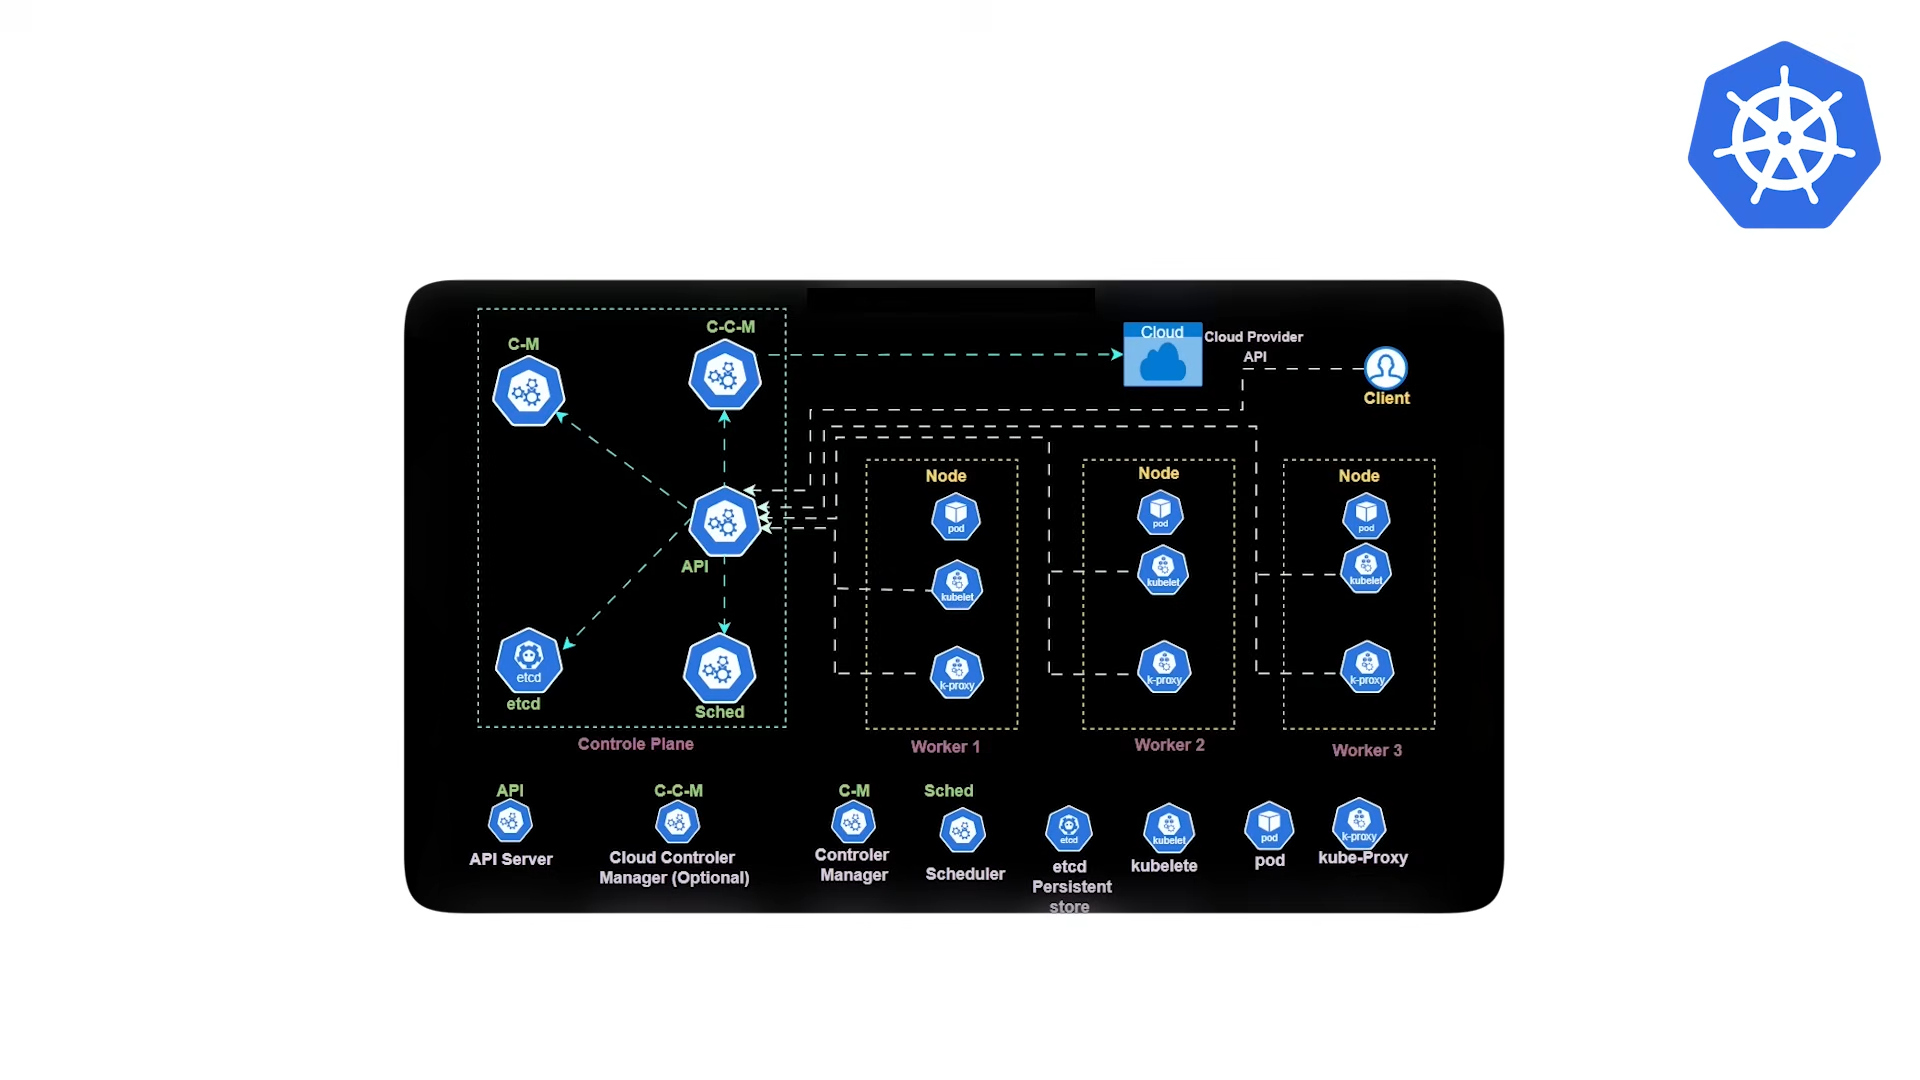 C-M
C-C-M
Cloud
Cloud Provider
API
Client
API
etcd
etcd
Sched
Controle Plane
Node
pod
kubelet
k-proxy
Worker 1
Node
pod
kubelet
k-proxy
Worker 2
Node
pod
kubelet
k-proxy
Worker 3
API
API Server
C-C-M
Cloud Controler
Manager (Optional)
C-M
Controler
Manager
Sched
Scheduler
etcd
etcd
Persistent
store
kubelet
kubelete
pod
pod
k-proxy
kube-Proxy